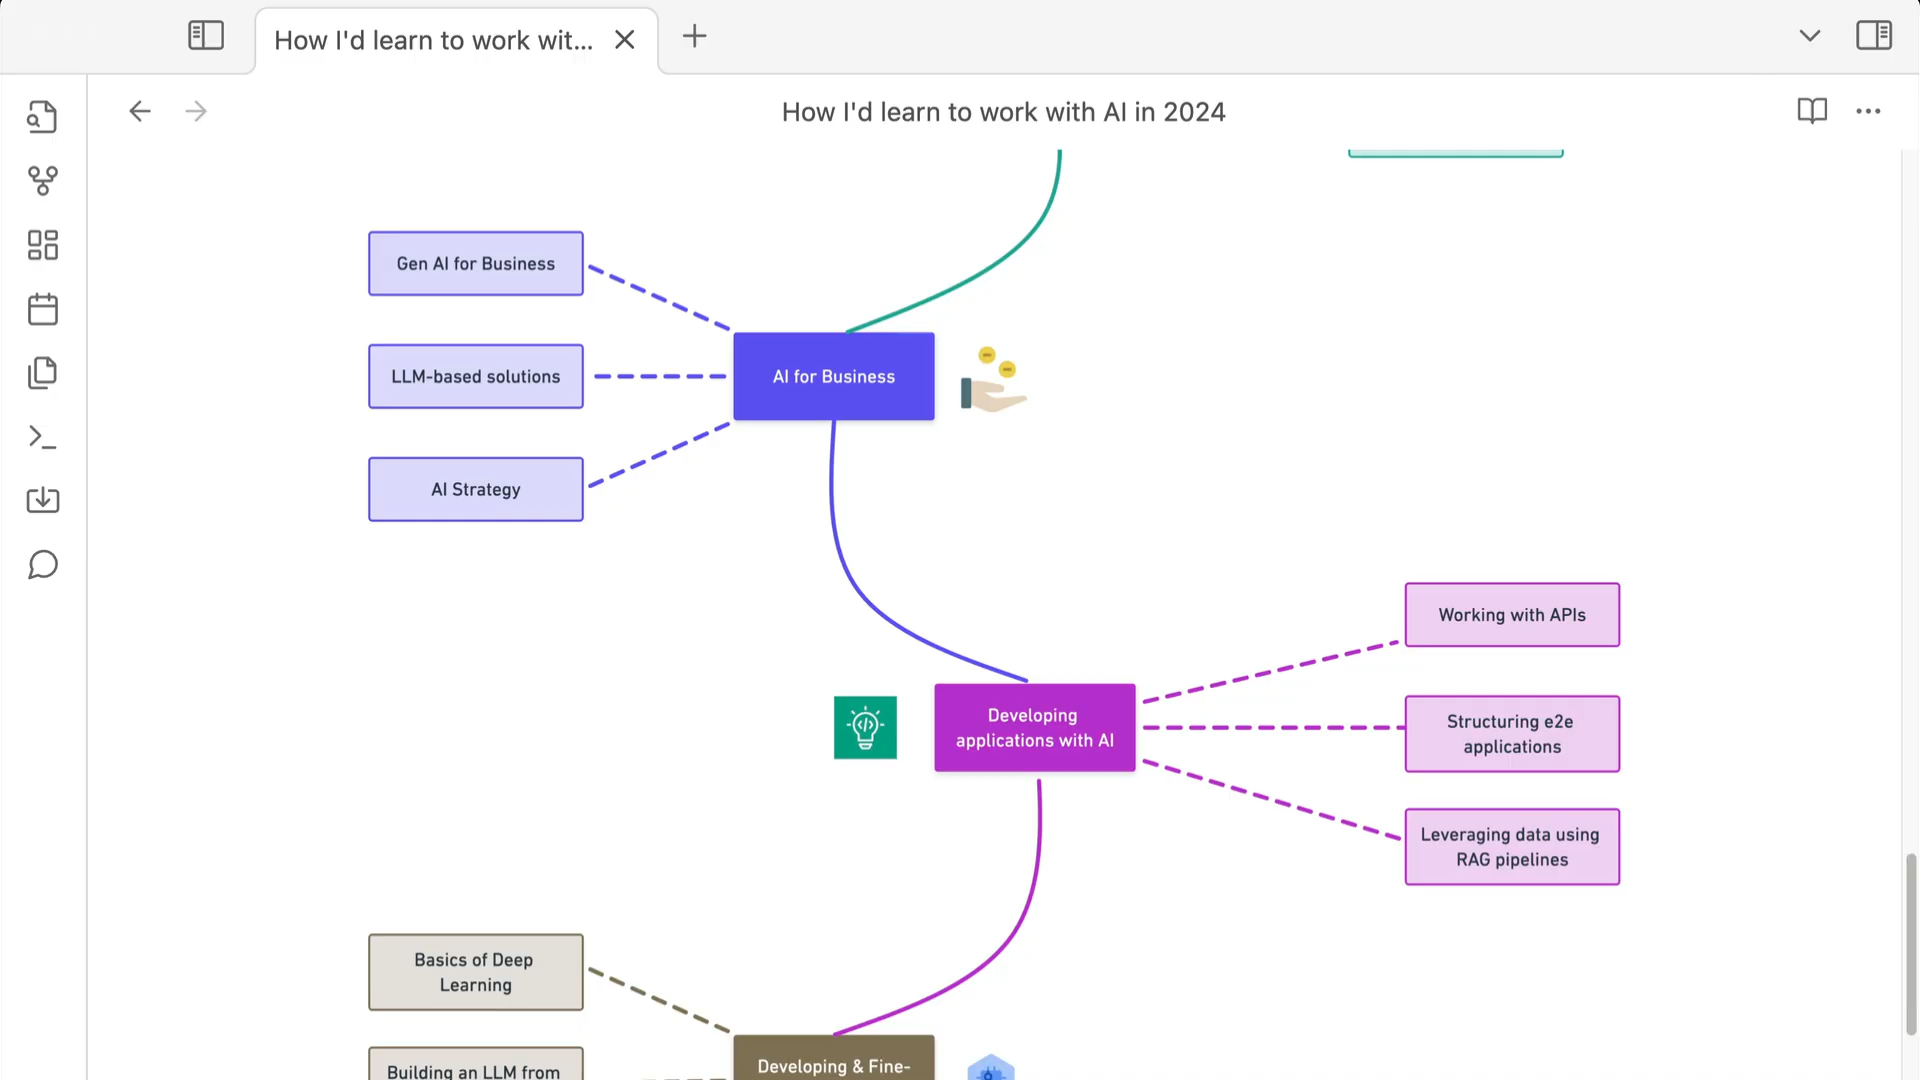 How I'd learn to work wit...
How I'd learn to work with AI in 2024
Gen AI for Business
LLM-based solutions
AI for Business
AI Strategy
Working with APIs
Developing
applications with AI
Structuring e2e
applications
Leveraging data using
RAG pipelines
Basics of Deep
Learning
Building an LLM from
Developing & Fine-